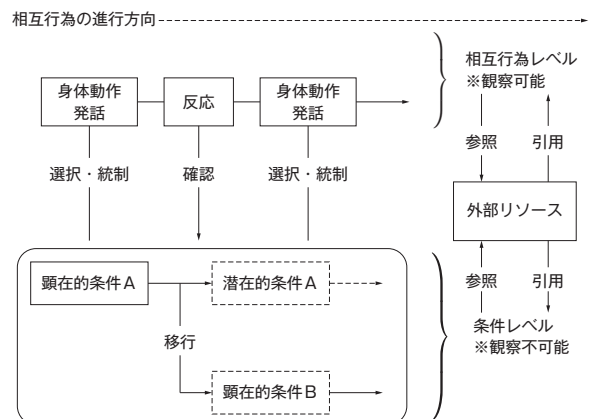 相互行為の進行方向
身体動作
発話
反応
身体動作
発話
相互行為レベル
※観察可能
選択・統制
確認
選択・統制
参照
引用
外部リソース
顕在的条件A
潜在的条件A
移行
顕在的条件B
参照
引用
条件レベル
※観察不可能